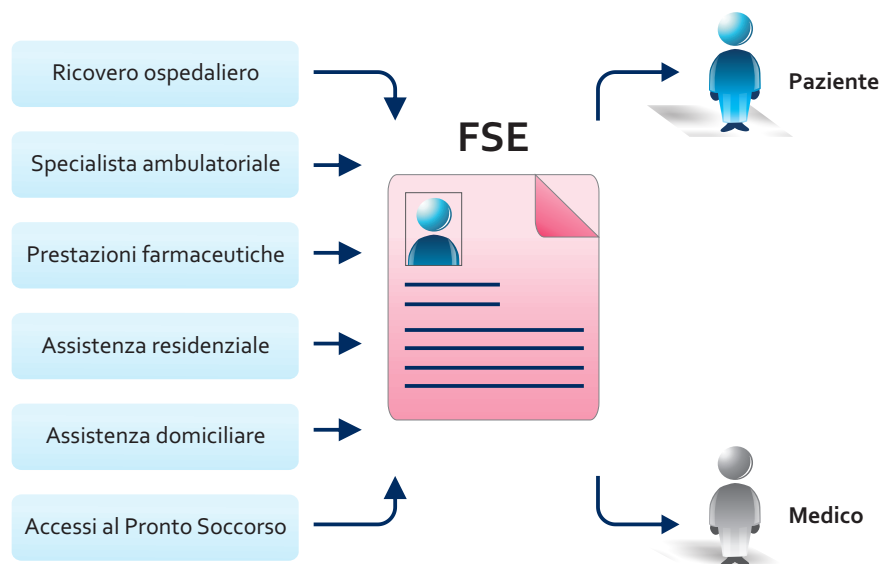 Ricovero ospedaliero
Specialista ambulatoriale
Prestazioni farmaceutiche
Assistenza residenziale
Assistenza domiciliare
Accessi al Pronto Soccorso
FSE
Paziente
Medico